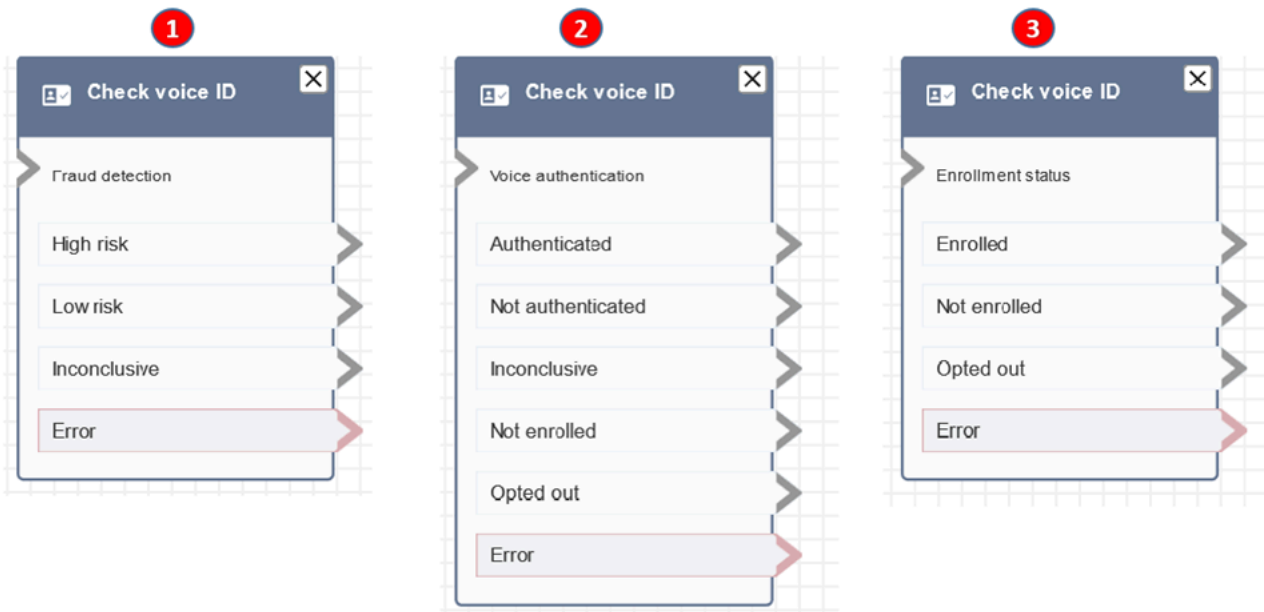 1
Check voice ID
Fraud detection
High risk
Low risk
Inconclusive
Error
2
Check voice ID
Voice authentication
Authenticated
Not authenticated
Inconclusive
Not enrolled
Opted out
Error
3
Check voice ID
Enrollment status
Enrolled
Not enrolled
Opted out
Error